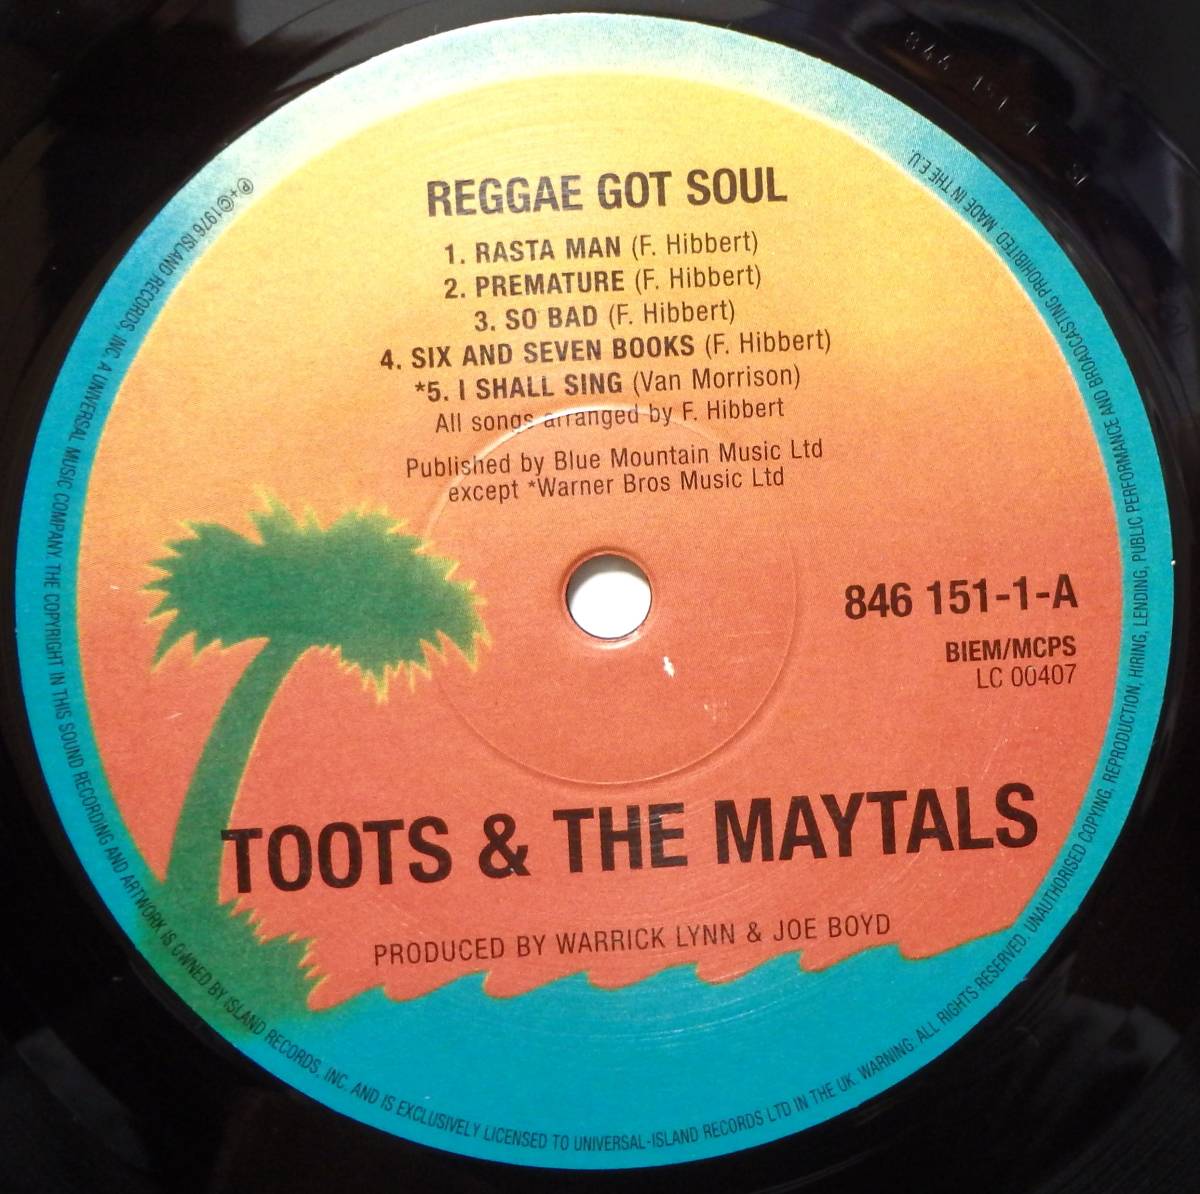 REGGAE GOT SOUL
1. RASTA MAN (F. Hibbert)
2. PREMATURE (F. Hibbert)
3. SO BAD (F. Hibbert)
4. SIX AND SEVEN BOOKS (F. Hibbert)
*5. I SHALL SING (Van Morrison)
All songs arranged by F. Hibbert
Published by Blue Mountain Music Ltd
except *Warner Bros Music Ltd
846 151-1-A
BIEM/MCPS
LC 00407
TOOTS & THE MAYTALS
PRODUCED BY WARRICK LYNN & JOE BOYD
℗+©1976 ISLAND RECORDS, INC. A UNIVERSAL MUSIC COMPANY. THE COPYRIGHT IN THIS SOUND RECORDING AND ARTWORK IS OWNED BY ISLAND RECORDS, INC. AND IS EXCLUSIVELY LICENSED TO UNIVERSAL-ISLAND RECORDS LTD IN THE UK. WARNING. ALL RIGHTS RESERVED. UNAUTHORISED COPYING, REPRODUCTION, HIRING, LENDING, PUBLIC PERFORMANCE AND BROADCASTING PROHIBITED. MADE IN THE E.U.